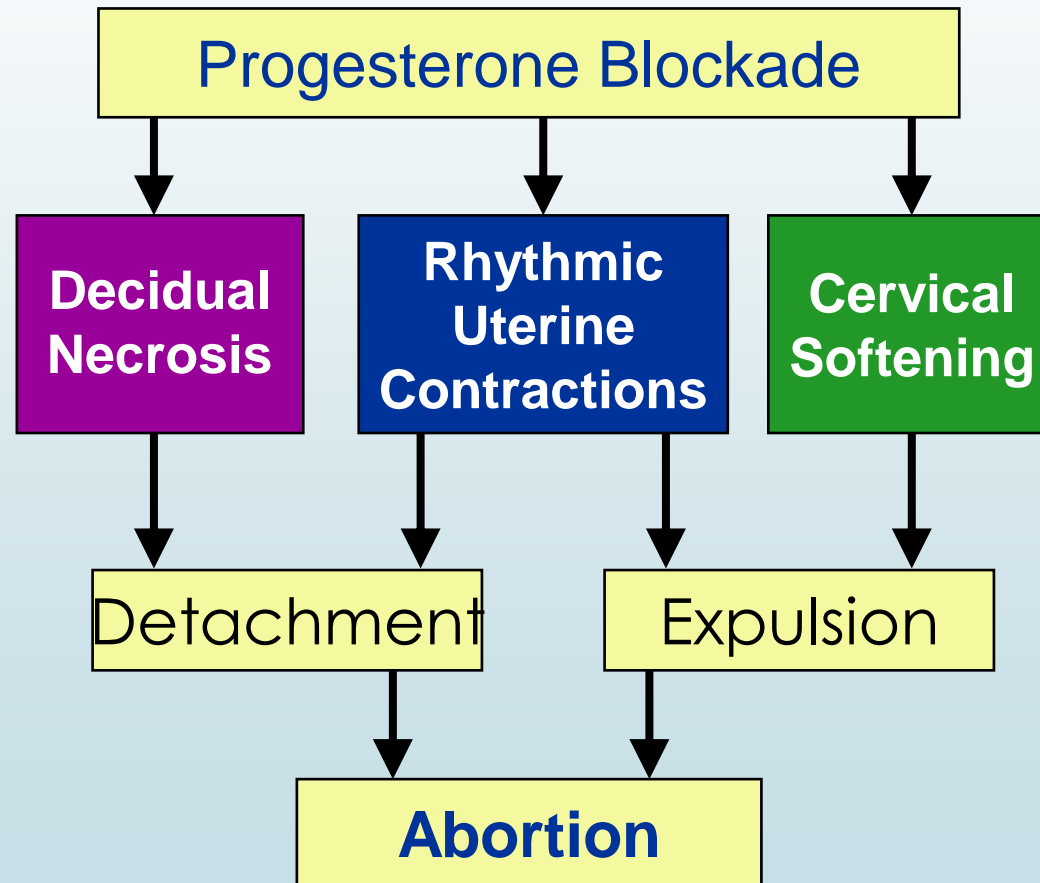 Progesterone Blockade
Decidual
Necrosis
Rhythmic
Uterine
Contractions
Cervical
Softening
Detachment
Expulsion
Abortion